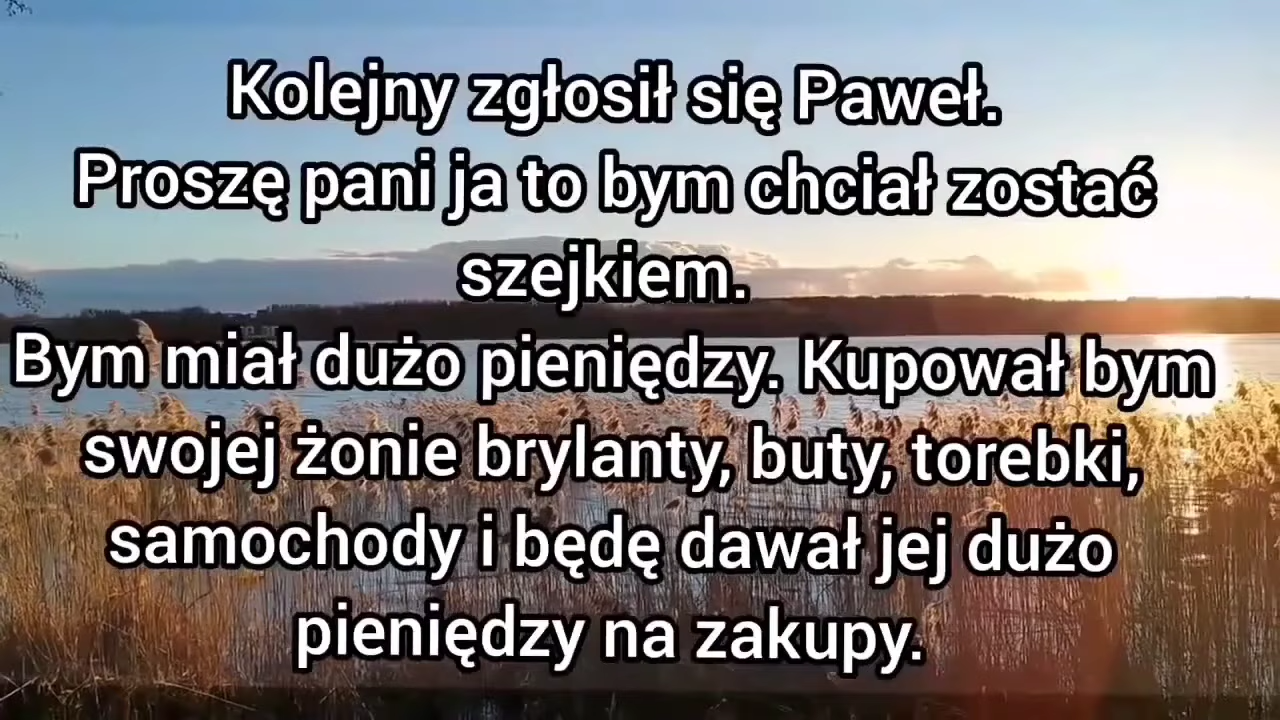 Kolejny zgłosił się Paweł.
Proszę pani ja to bym chciał zostać
szejkiem.
Bym miał dużo pieniędzy. Kupował bym
swojej żonie brylanty, buty, torebki,
samochody i będę dawał jej dużo
pieniędzy na zakupy.